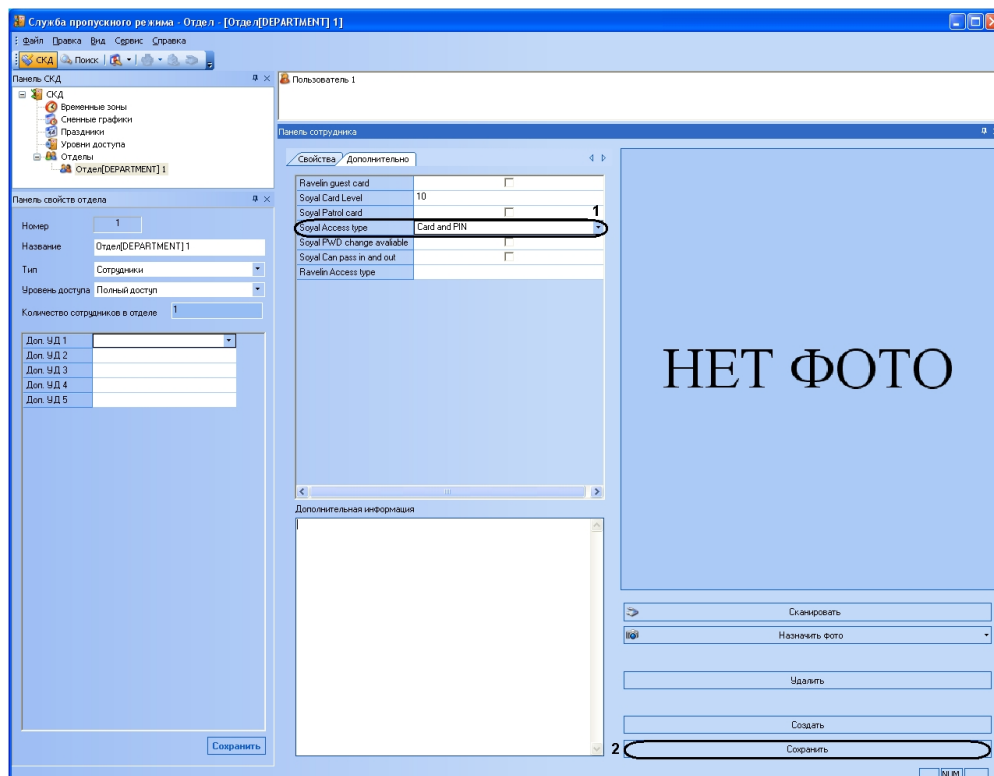 Служба пропускного режима - Отдел - [Отдел[DEPARTMENT] 1]
Файл Правка Вид Сервис Справка
СКД Поиск
Панель СКД
СКД
Временные зоны
Сменные графики
Праздники
Уровни доступа
Отделы
Отдел[DEPARTMENT] 1
Панель свойств отдела
Номер 1
Название Отдел[DEPARTMENT] 1
Тип Сотрудники
Уровень доступа Полный доступ
Количество сотрудников в отделе 1
Доп. УД 1
Доп. УД 2
Доп. УД 3
Доп. УД 4
Доп. УД 5
Сохранить
Пользователь 1
Панель сотрудника
Свойства Дополнительно
Ravelin guest card
Soyal Card Level 10
Soyal Patrol card
1
Soyal Access type Card and PIN
Soyal PWD change avaliable
Soyal Can pass in and out
Ravelin Access type
Дополнительная информация
НЕТ ФОТО
Сканировать
Назначить фото
Удалить
Создать
2 Сохранить
NUM